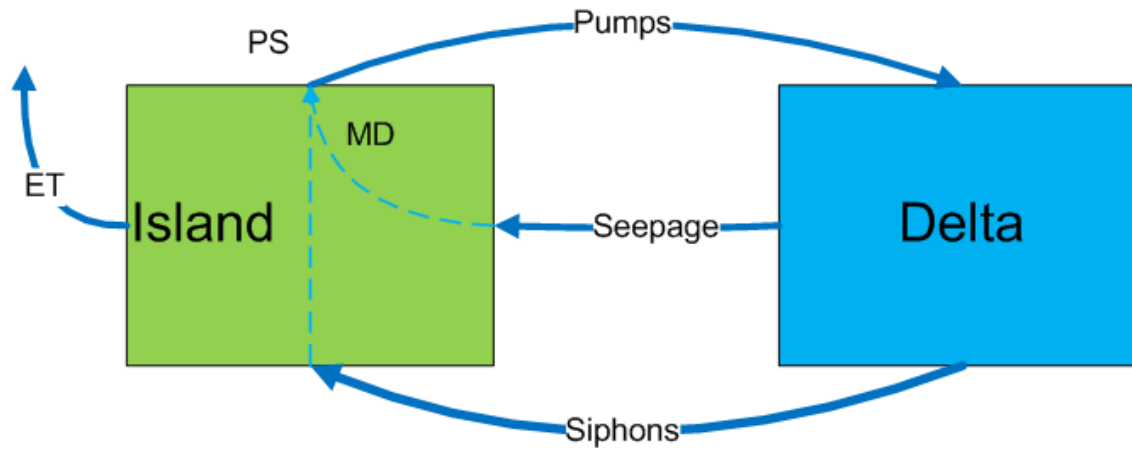 Pumps
PS
MD
ET
Island
Seepage
Delta
Siphons